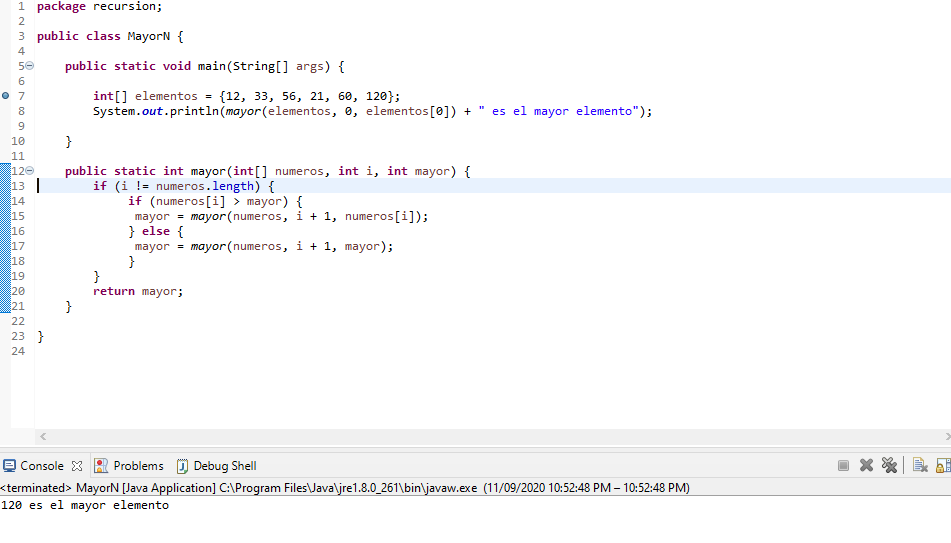 1 package recursion;
2
3 public class MayorN {
4
5 public static void main(String[] args) {
6
7 int[] elementos = {12, 33, 56, 21, 60, 120};
8 System.out.println(mayor(elementos, 0, elementos[0]) + " es el mayor elemento");
9
10 }
11
12 public static int mayor(int[] numeros, int i, int mayor) {
13 if (i != numeros.length) {
14 if (numeros[i] > mayor) {
15 mayor = mayor(numeros, i + 1, numeros[i]);
16 } else {
17 mayor = mayor(numeros, i + 1, mayor);
18 }
19 }
20 return mayor;
21 }
22
23 }
24
Console Problems Debug Shell
<terminated> MayorN [Java Application] C:\Program Files\Java\jre1.8.0_261\bin\javaw.exe (11/09/2020 10:52:48 PM – 10:52:48 PM)
120 es el mayor elemento